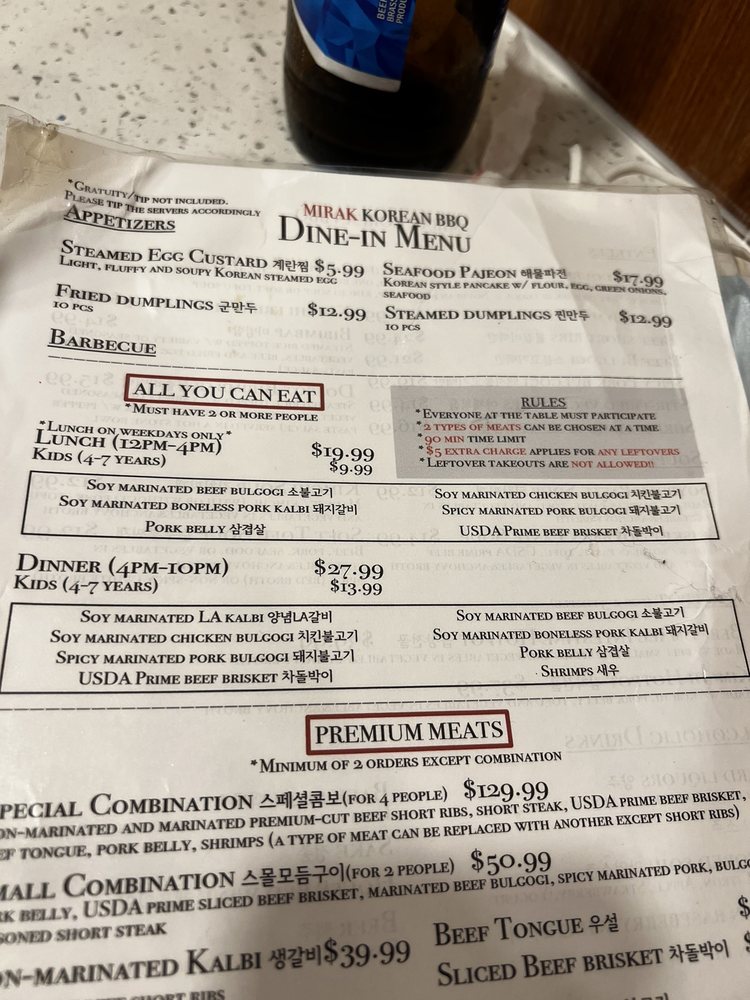 BEER
BRASS
PRODU
*Gratuity/tip not included.
Please tip the servers accordingly
MIRAK KOREAN BBQ
Dine-in Menu
Appetizers
Steamed Egg Custard 계란찜 $5.99
Light, fluffy and soupy Korean steamed egg
Seafood Pajeon 해물파전 $17.99
Korean style pancake w/ flour, egg, green onions,
seafood
Fried dumplings 군만두 $12.99
10 pcs
Steamed dumplings 찐만두 $12.99
10 pcs
Barbecue
ALL YOU CAN EAT
*Must have 2 or more people
RULES
*Everyone at the table must participate
*2 types of meats can be chosen at a time
*90 min time limit
*$5 extra charge applies for any leftovers
*Leftover takeouts are not allowed!!
*Lunch on weekdays only*
Lunch (12pm-4pm) $19.99
Kids (4-7 years) $9.99
Soy marinated beef bulgogi 소불고기
Soy marinated chicken bulgogi 치킨불고기
Soy marinated boneless pork kalbi 돼지갈비
Spicy marinated pork bulgogi 돼지불고기
Pork belly 삼겹살
USDA Prime beef brisket 차돌박이
Dinner (4pm-10pm) $27.99
Kids (4-7 years) $13.99
Soy marinated LA kalbi 양념LA갈비
Soy marinated beef bulgogi 소불고기
Soy marinated chicken bulgogi 치킨불고기
Soy marinated boneless pork kalbi 돼지갈비
Spicy marinated pork bulgogi 돼지불고기
Pork belly 삼겹살
USDA Prime beef brisket 차돌박이
Shrimps 새우
PREMIUM MEATS
*Minimum of 2 orders except combination
pecial Combination 스페셜콤보(for 4 people) $129.99
on-marinated and marinated premium-cut beef short ribs, short steak, USDA prime beef brisket,
ef tongue, pork belly, shrimps (a type of meat can be replaced with another except short ribs)
mall Combination 스몰모듬구이(for 2 people) $50.99
rk belly, USDA prime sliced beef brisket, marinated beef bulgogi, spicy marinated pork, bulgo
soned short steak
on-marinated Kalbi 생갈비 $39.99
Beef Tongue 우설 $
Sliced Beef brisket 차돌박이 $
short ribs